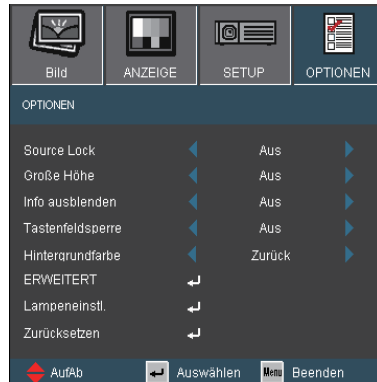 Bild ANZEIGE SETUP OPTIONEN
OPTIONEN
Source Lock Aus
Große Höhe Aus
Info ausblenden Aus
Tastenfeldsperre Aus
Hintergrundfarbe Zurück
ERWEITERT
Lampeneinstl.
Zurücksetzen
AufAb Auswählen Menu Beenden